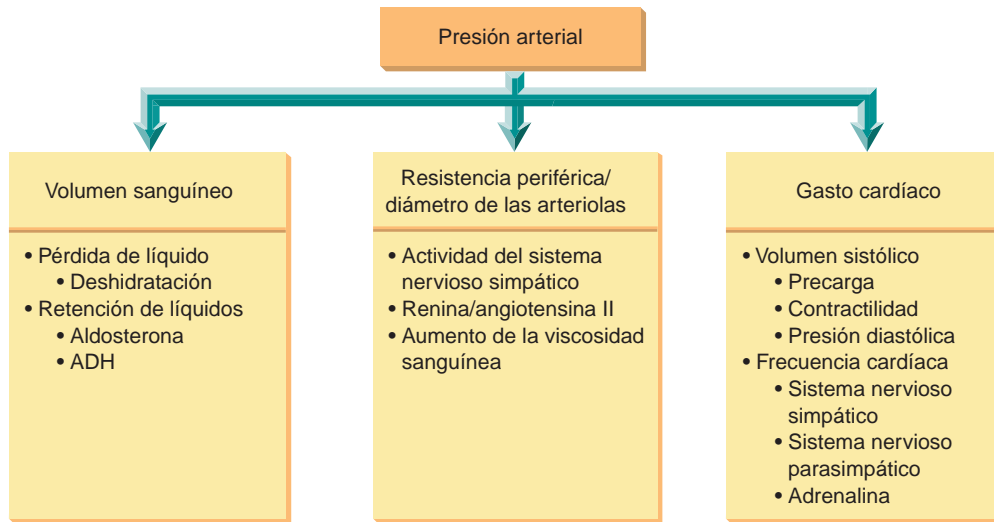 Presión arterial
Volumen sanguíneo
• Pérdida de líquido
• Deshidratación
• Retención de líquidos
• Aldosterona
• ADH
Resistencia periférica/
diámetro de las arteriolas
• Actividad del sistema
nervioso simpático
• Renina/angiotensina II
• Aumento de la viscosidad
sanguínea
Gasto cardíaco
• Volumen sistólico
• Precarga
• Contractilidad
• Presión diastólica
• Frecuencia cardíaca
• Sistema nervioso
simpático
• Sistema nervioso
parasimpático
• Adrenalina